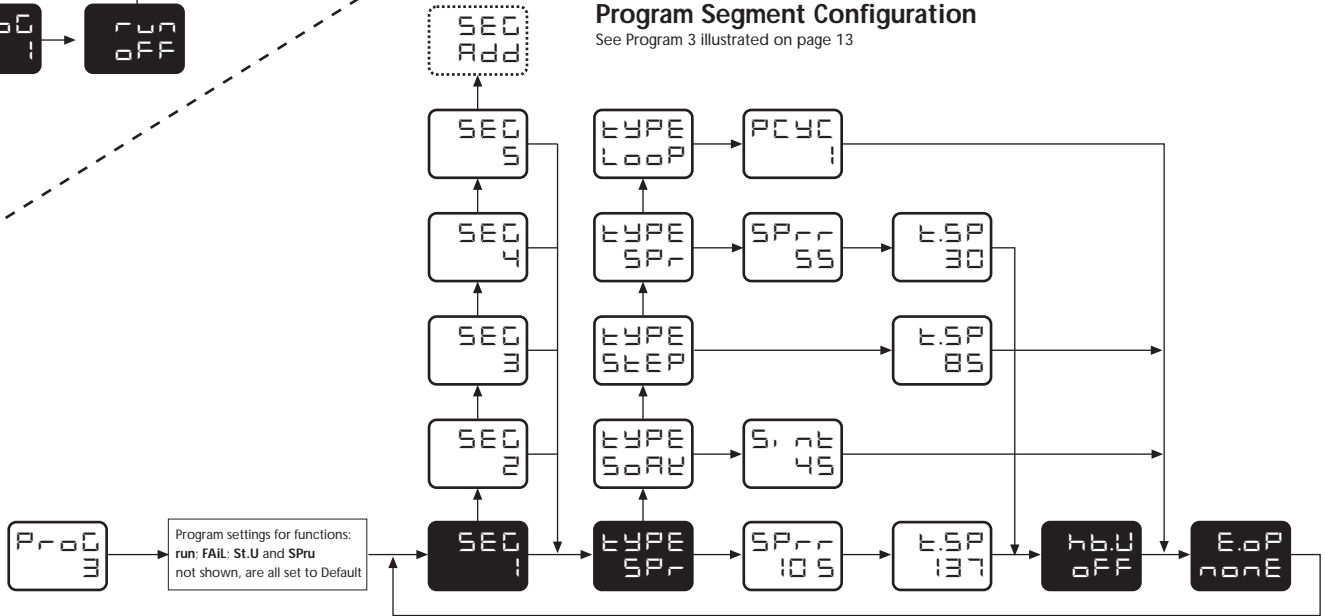 oG
1
run
oFF
SEG
Add
Program Segment Configuration
See Program 3 illustrated on page 13
SEG
5
tYPE
LooP
PCYC
1
SEG
4
tYPE
SPr
SPrr
55
t.SP
30
SEG
3
tYPE
StEP
t.SP
85
SEG
2
tYPE
SoAK
Sint
45
ProG
3
Program settings for functions:
run; FAiL; St.U and SPru
not shown, are all set to Default
SEG
1
tYPE
SPr
SPrr
105
t.SP
137
hb.U
oFF
E.oP
nonE